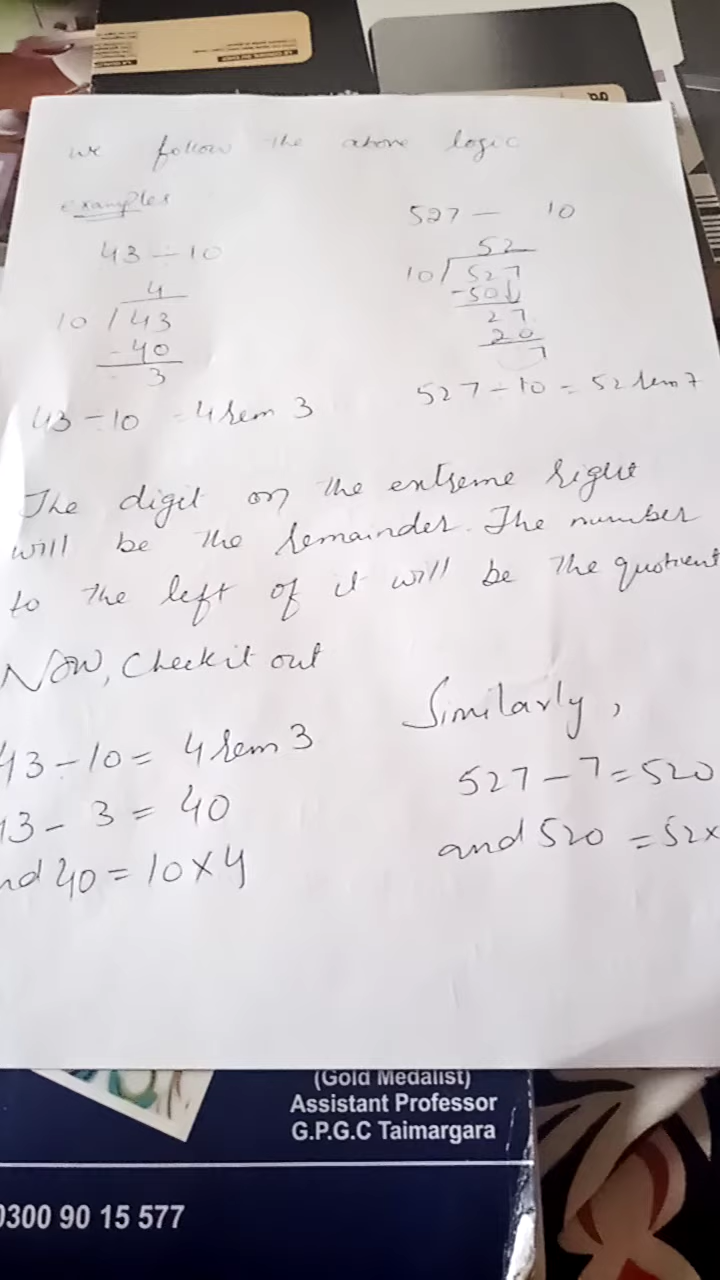 we follow the above logic
examples
43 ÷ 10
4
10 / 43
-40
3
43 ÷ 10 = 4 rem 3
527 — 10
52
10 / 527
-50↓
27
20
7
527 ÷ 10 = 52 rem 7
The digit on the extreme right
will be the remainder. The number
to the left of it will be the quotient
Now, Check it out
43 ÷ 10 = 4 rem 3
43 - 3 = 40
and 40 = 10 × 4
Similarly,
527 - 7 = 520
and 520 = 52×
(Gold Medalist)
Assistant Professor
G.P.G.C Taimargara
0300 90 15 577